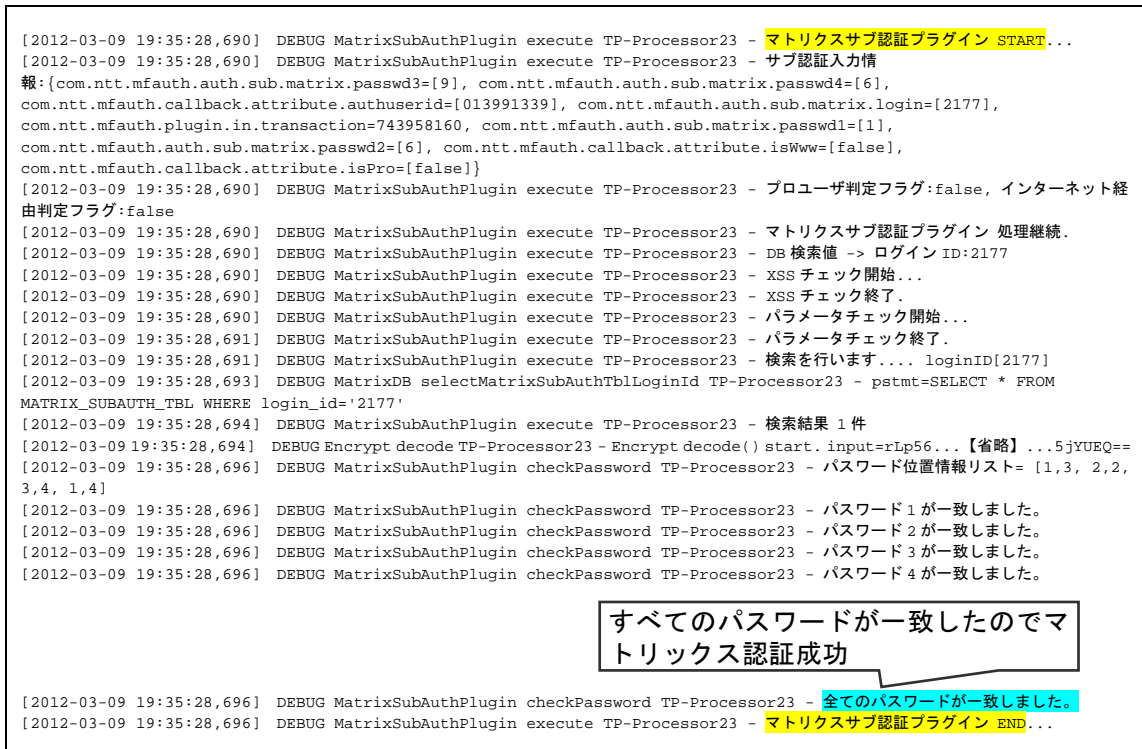 [2012-03-09 19:35:28,690] DEBUG MatrixSubAuthPlugin execute TP-Processor23 - マトリクスサブ認証プラグイン START...
[2012-03-09 19:35:28,690] DEBUG MatrixSubAuthPlugin execute TP-Processor23 - サブ認証入力情
報:{com.ntt.mfauth.auth.sub.matrix.passwd3=[9], com.ntt.mfauth.auth.sub.matrix.passwd4=[6],
com.ntt.mfauth.callback.attribute.authuserid=[013991339], com.ntt.mfauth.auth.sub.matrix.login=[2177],
com.ntt.mfauth.plugin.in.transaction=743958160, com.ntt.mfauth.auth.sub.matrix.passwd1=[1],
com.ntt.mfauth.auth.sub.matrix.passwd2=[6], com.ntt.mfauth.callback.attribute.isWww=[false],
com.ntt.mfauth.callback.attribute.isPro=[false]}
[2012-03-09 19:35:28,690] DEBUG MatrixSubAuthPlugin execute TP-Processor23 - プロユーザ判定フラグ:false, インターネット経
由判定フラグ:false
[2012-03-09 19:35:28,690] DEBUG MatrixSubAuthPlugin execute TP-Processor23 - マトリクスサブ認証プラグイン 処理継続.
[2012-03-09 19:35:28,690] DEBUG MatrixSubAuthPlugin execute TP-Processor23 - DB 検索値 -> ログイン ID:2177
[2012-03-09 19:35:28,690] DEBUG MatrixSubAuthPlugin execute TP-Processor23 - XSS チェック開始...
[2012-03-09 19:35:28,690] DEBUG MatrixSubAuthPlugin execute TP-Processor23 - XSS チェック終了.
[2012-03-09 19:35:28,690] DEBUG MatrixSubAuthPlugin execute TP-Processor23 - パラメータチェック開始...
[2012-03-09 19:35:28,691] DEBUG MatrixSubAuthPlugin execute TP-Processor23 - パラメータチェック終了.
[2012-03-09 19:35:28,691] DEBUG MatrixSubAuthPlugin execute TP-Processor23 - 検索を行います.... loginID[2177]
[2012-03-09 19:35:28,693] DEBUG MatrixDB selectMatrixSubAuthTblLoginId TP-Processor23 - pstmt=SELECT * FROM
MATRIX_SUBAUTH_TBL WHERE login_id='2177'
[2012-03-09 19:35:28,694] DEBUG MatrixSubAuthPlugin execute TP-Processor23 - 検索結果 1 件
[2012-03-09 19:35:28,694] DEBUG Encrypt decode TP-Processor23 - Encrypt decode() start. input=rLp56...【省略】...5jYUEQ==
[2012-03-09 19:35:28,696] DEBUG MatrixSubAuthPlugin checkPassword TP-Processor23 - パスワード位置情報リスト= [1,3, 2,2,
3,4, 1,4]
[2012-03-09 19:35:28,696] DEBUG MatrixSubAuthPlugin checkPassword TP-Processor23 - パスワード 1 が一致しました。
[2012-03-09 19:35:28,696] DEBUG MatrixSubAuthPlugin checkPassword TP-Processor23 - パスワード 2 が一致しました。
[2012-03-09 19:35:28,696] DEBUG MatrixSubAuthPlugin checkPassword TP-Processor23 - パスワード 3 が一致しました。
[2012-03-09 19:35:28,696] DEBUG MatrixSubAuthPlugin checkPassword TP-Processor23 - パスワード 4 が一致しました。
すべてのパスワードが一致したのでマ
トリックス認証成功
[2012-03-09 19:35:28,696] DEBUG MatrixSubAuthPlugin checkPassword TP-Processor23 - 全てのパスワードが一致しました。
[2012-03-09 19:35:28,696] DEBUG MatrixSubAuthPlugin execute TP-Processor23 - マトリクスサブ認証プラグイン END...